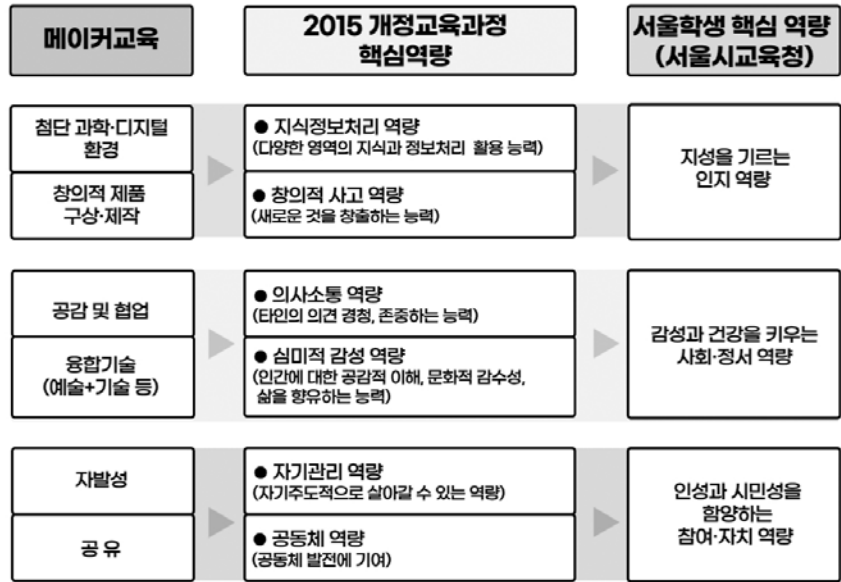 메이커교육
2015 개정교육과정
핵심역량
서울학생 핵심 역량
(서울시교육청)
첨단 과학·디지털
환경
창의적 제품
구상·제작
● 지식정보처리 역량
(다양한 영역의 지식과 정보처리 활용 능력)
● 창의적 사고 역량
(새로운 것을 창출하는 능력)
지성을 기르는
인지 역량
공감 및 협업
융합기술
(예술+기술 등)
● 의사소통 역량
(타인의 의견 경청, 존중하는 능력)
● 심미적 감성 역량
(인간에 대한 공감적 이해, 문화적 감수성,
삶을 향유하는 능력)
감성과 건강을 키우는
사회·정서 역량
자발성
공 유
● 자기관리 역량
(자기주도적으로 살아갈 수 있는 역량)
● 공동체 역량
(공동체 발전에 기여)
인성과 시민성을
함양하는
참여·자치 역량